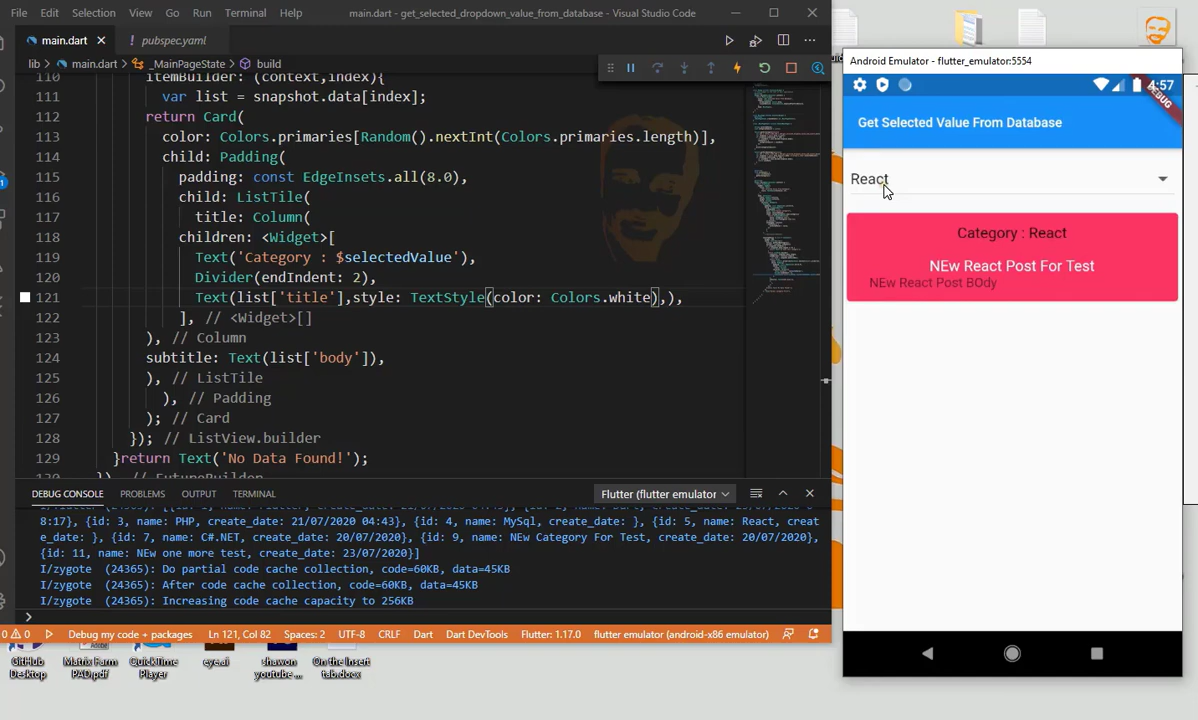 File Edit Selection View Go Run Terminal Help main.dart - get_selected_dropdown_value_from_database - Visual Studio Code
main.dart pubspec.yaml
lib main.dart _MainPageState build
110 itemBuilder: (context,index){
111 var list = snapshot.data[index];
112 return Card(
113 color: Colors.primaries[Random().nextInt(Colors.primaries.length)],
114 child: Padding(
115 padding: const EdgeInsets.all(8.0),
116 child: ListTile(
117 title: Column(
118 children: <Widget>[
119 Text('Category : $selectedValue'),
120 Divider(endIndent: 2),
121 Text(list['title'],style: TextStyle(color: Colors.white),),
122 ], // <Widget>[]
123 ), // Column
124 subtitle: Text(list['body']),
125 ), // ListTile
126 ), // Padding
127 ); // Card
128 }); // ListView.builder
129 }return Text('No Data Found!');
130 }) // FutureBuilder
DEBUG CONSOLE PROBLEMS OUTPUT TERMINAL Flutter (flutter emulator
8:17}, {id: 3, name: PHP, create_date: 21/07/2020 04:43}, {id: 4, name: MySql, create_date: }, {id: 5, name: React, creat
e_date: }, {id: 7, name: C#.NET, create_date: 20/07/2020}, {id: 9, name: NEw Category For Test, create_date: 20/07/2020},
{id: 11, name: NEw one more test, create_date: 23/07/2020}]
I/zygote (24365): Do partial code cache collection, code=60KB, data=45KB
I/zygote (24365): After code cache collection, code=60KB, data=45KB
I/zygote (24365): Increasing code cache capacity to 256KB
0 0 Debug my code + packages Ln 121, Col 82 Spaces: 2 UTF-8 CRLF Dart Dart DevTools Flutter: 1.17.0 flutter emulator (android-x86 emulator)
GitHub Desktop
Matrix Farm PAD.pdf
QuickTime Player
eye.ai
shawon youtube ...
On the Insert tab.docx
Android Emulator - flutter_emulator:5554
4:57
DEBUG
Get Selected Value From Database
React
Category : React
NEw React Post For Test
NEw React Post BOdy